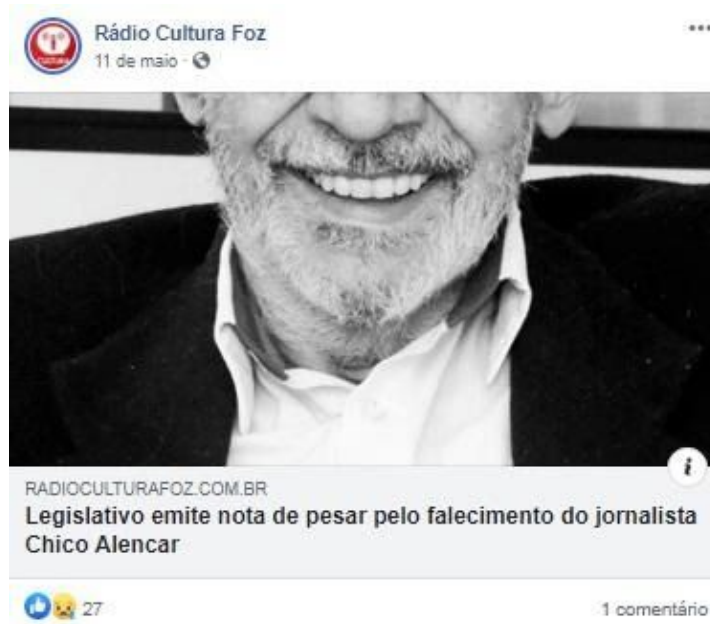 CULTURA
Rádio Cultura Foz
11 de maio ·
i
RADIOCULTURAFOZ.COM.BR
Legislativo emite nota de pesar pelo falecimento do jornalista
Chico Alencar
27
1 comentário